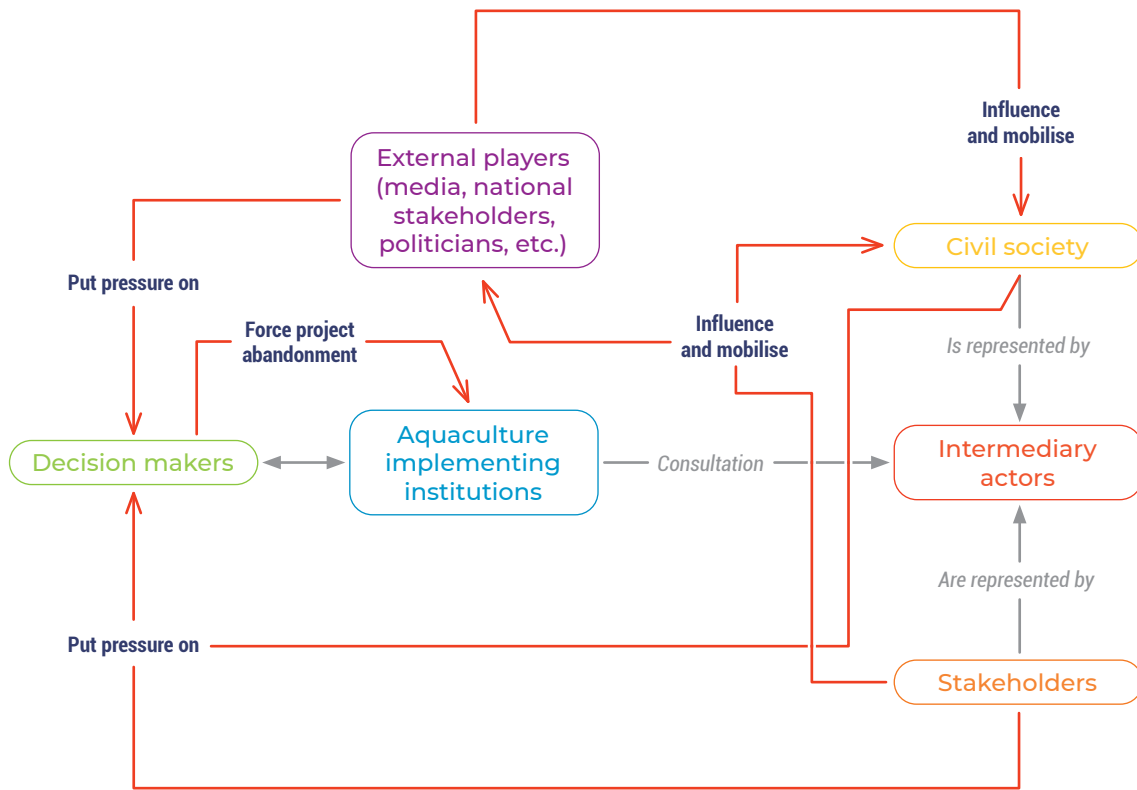 Influence
and mobilise
External players
(media, national
stakeholders,
politicians, etc.)
Civil society
Put pressure on
Force project
abandonment
Influence
and mobilise
Is represented by
Decision makers
Aquaculture
implementing
institutions
Consultation
Intermediary
actors
Are represented by
Put pressure on
Stakeholders